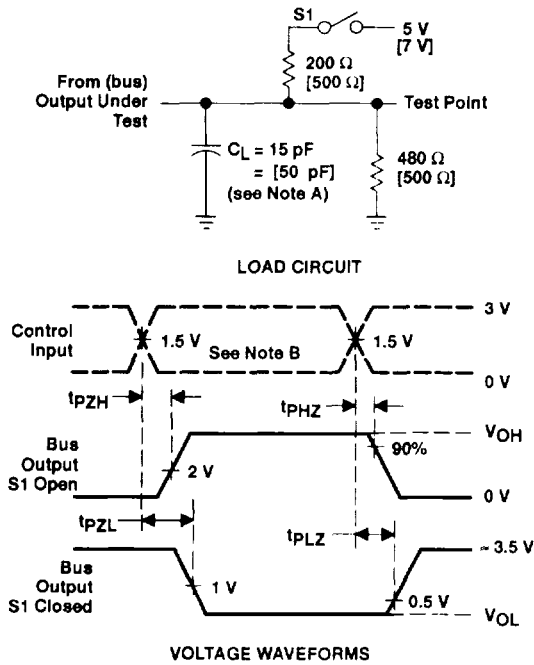 S1
5 V
[7 V]
200 Ω
[500 Ω]
From (bus)
Output Under
Test
Test Point
CL = 15 pF
= [50 pF]
(see Note A)
480 Ω
[500 Ω]
LOAD CIRCUIT
3 V
Control
Input
1.5 V
See Note B
1.5 V
0 V
tPZH
tPHZ
VOH
Bus
Output
S1 Open
2 V
90%
0 V
tPZL
tPLZ
≈ 3.5 V
Bus
Output
S1 Closed
1 V
0.5 V
VOL
VOLTAGE WAVEFORMS